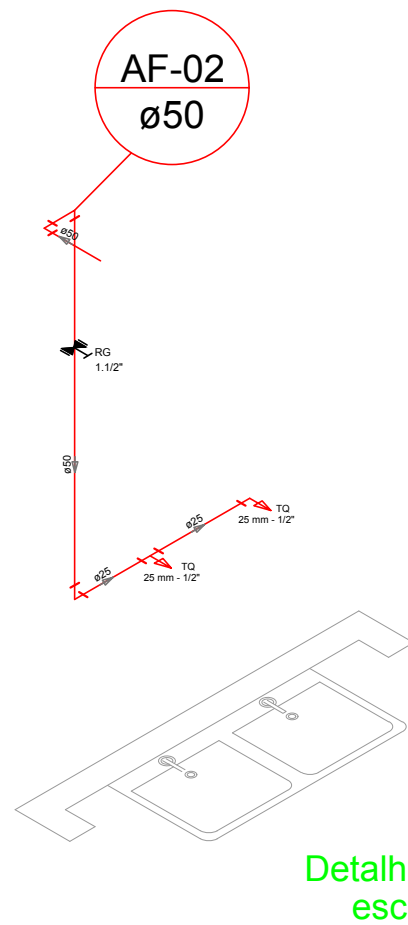 AF-02
ø50
ø50
RG
1.1/2"
ø50
ø25
TQ
25 mm - 1/2"
ø25
TQ
25 mm - 1/2"
Detalh
esc